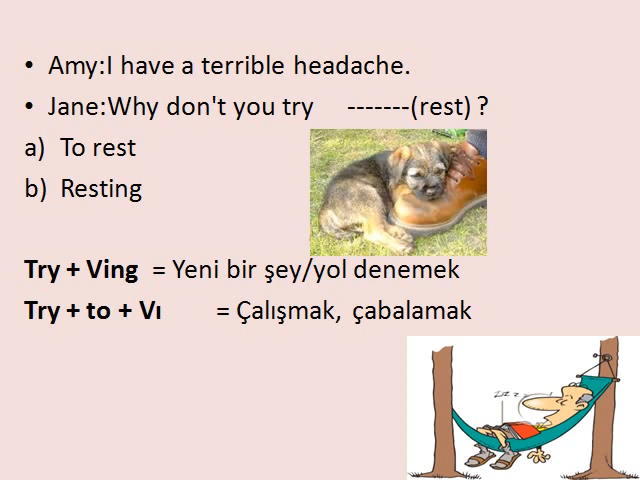 • Amy:I have a terrible headache.
• Jane:Why don't you try -------(rest) ?
a) To rest
b) Resting
Try + Ving = Yeni bir şey/yol denemek
Try + to + Vı = Çalışmak, çabalamak